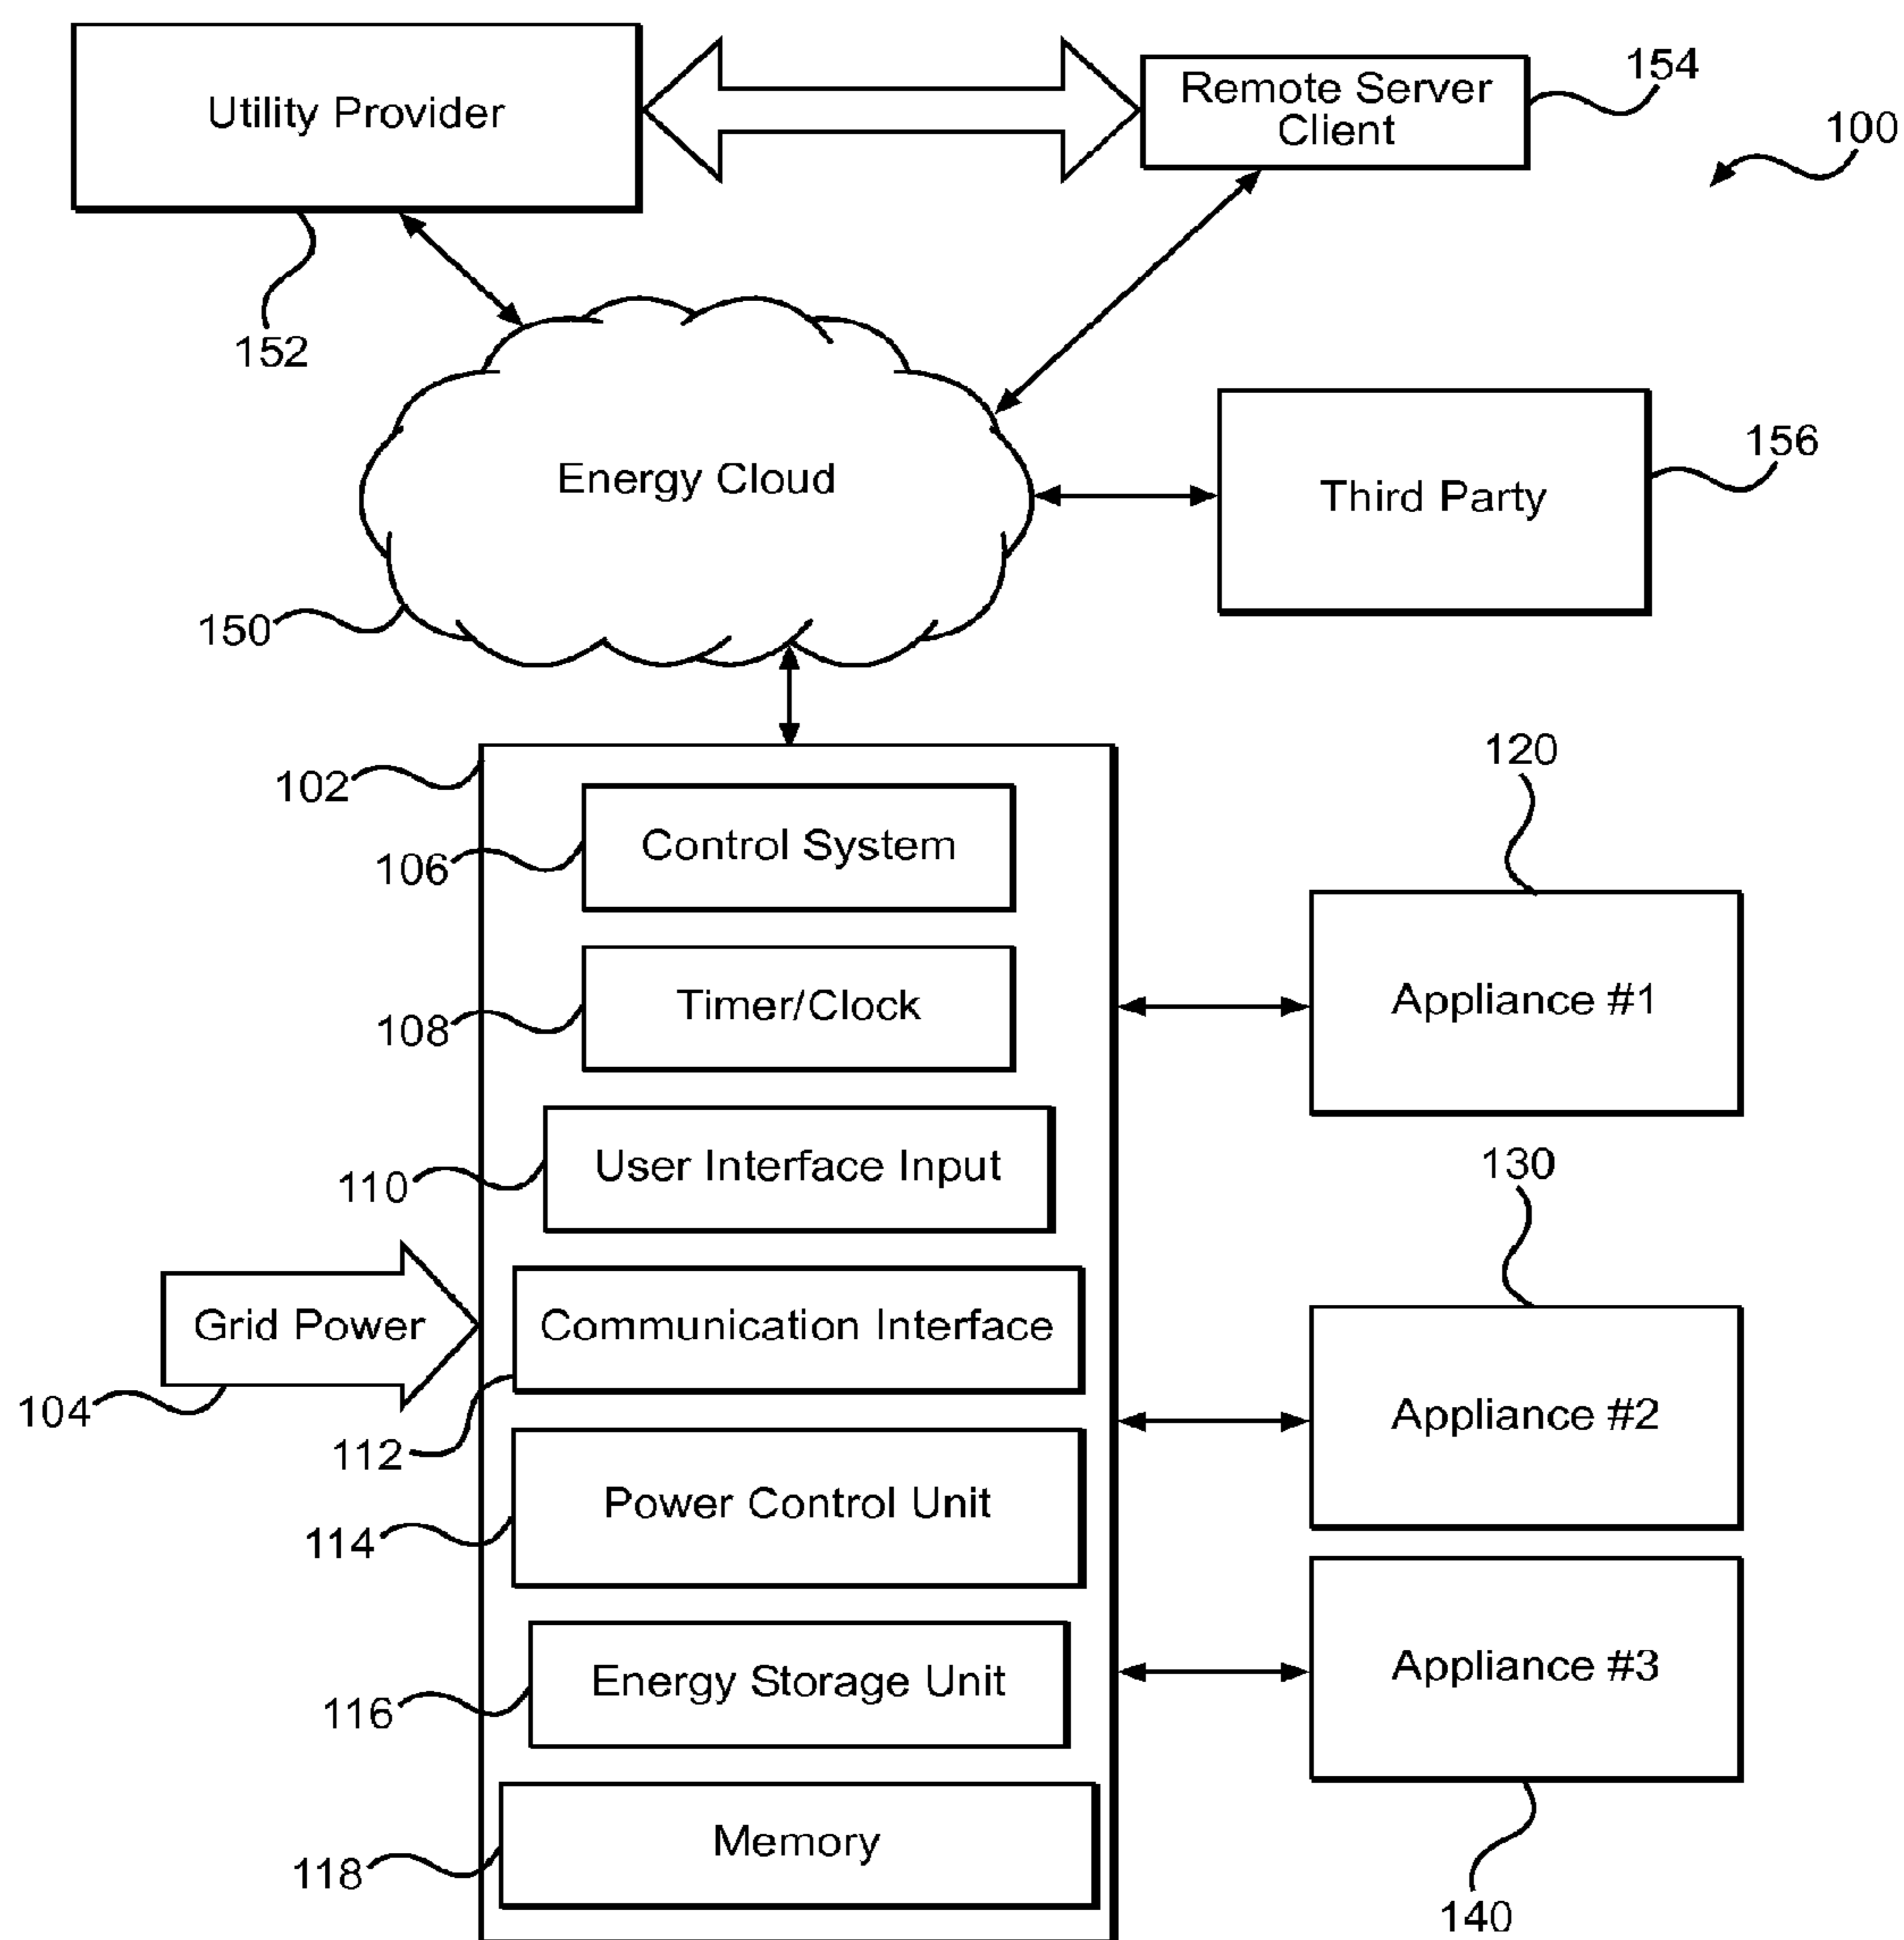 Utility Provider
Remote Server
Client
154
100
152
Energy Cloud
156
Third Party
150
102
120
Control System
106
Timer/Clock
108
Appliance #1
User Interface Input
110
130
Grid Power
Communication Interface
104
112
Appliance #2
Power Control Unit
114
Energy Storage Unit
116
Appliance #3
Memory
118
140